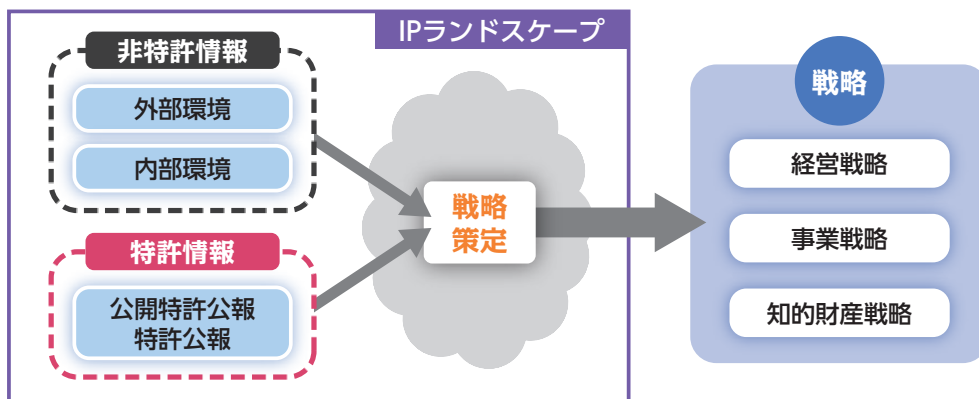 IPランドスケープ
非特許情報
外部環境
内部環境
特許情報
公開特許公報
特許公報
戦略
策定
戦略
経営戦略
事業戦略
知的財産戦略